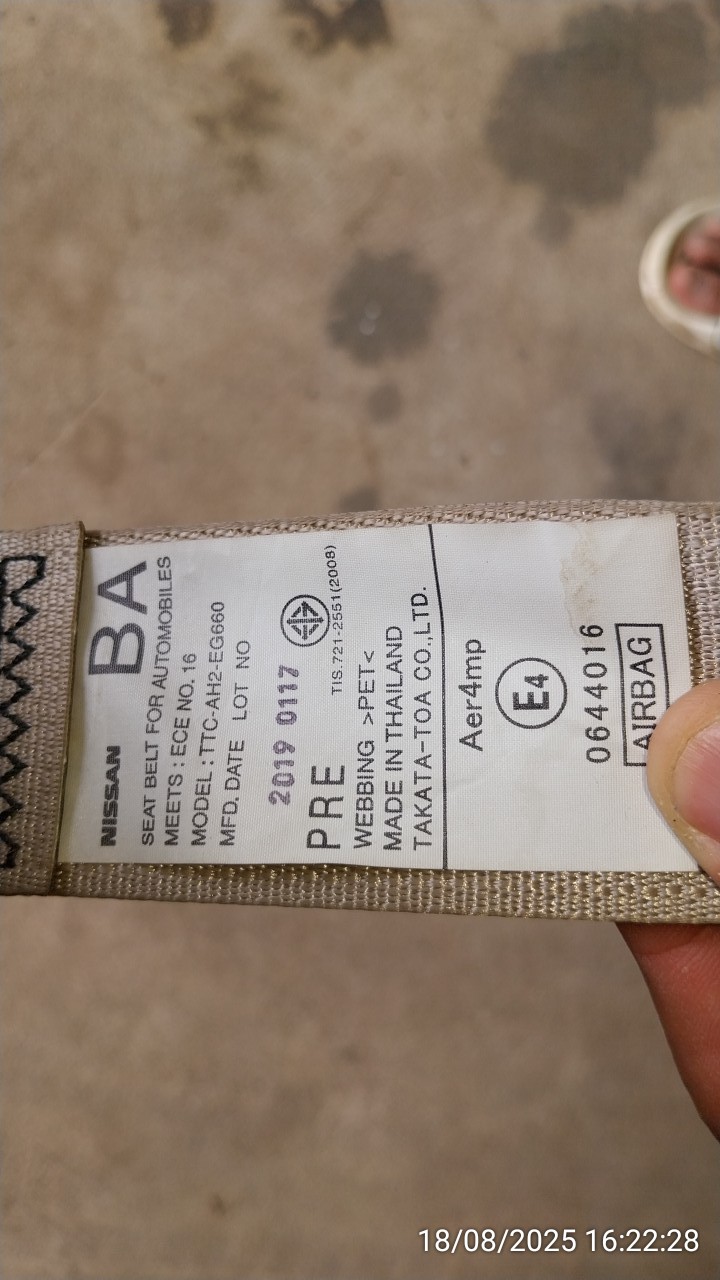 NISSAN BA
SEAT BELT FOR AUTOMOBILES
MEETS : ECE NO. 16
MODEL : TTC-AH2-EG660
MFD. DATE LOT NO
2019 0117
PRE
TIS.721-2551(2008)
WEBBING >PET<
MADE IN THAILAND
TAKATA-TOA CO.,LTD.
Aer4mp
E4
0644016
AIRBAG
18/08/2025 16:22:28